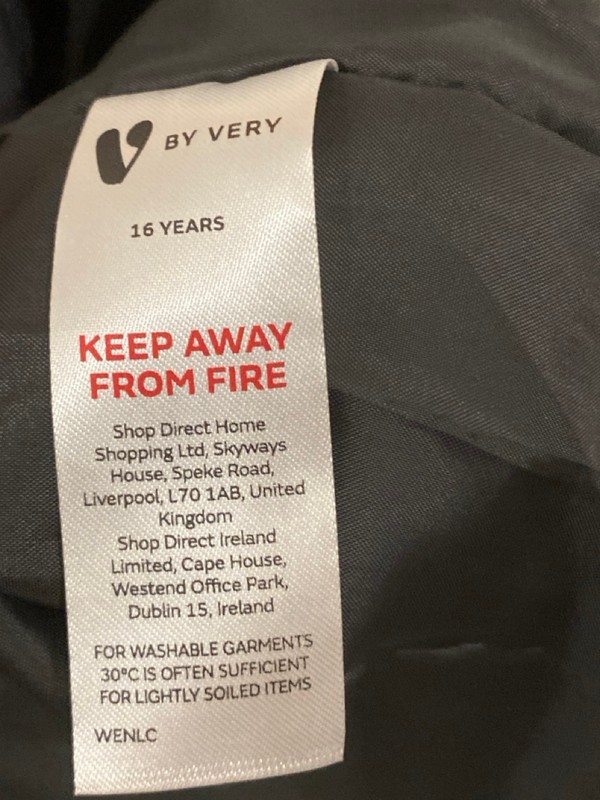 V BY VERY
16 YEARS
KEEP AWAY
FROM FIRE
Shop Direct Home
Shopping Ltd, Skyways
House, Speke Road,
Liverpool, L70 1AB, United
Kingdom
Shop Direct Ireland
Limited, Cape House,
Westend Office Park,
Dublin 15, Ireland
FOR WASHABLE GARMENTS
30°C IS OFTEN SUFFICIENT
FOR LIGHTLY SOILED ITEMS
WENLC